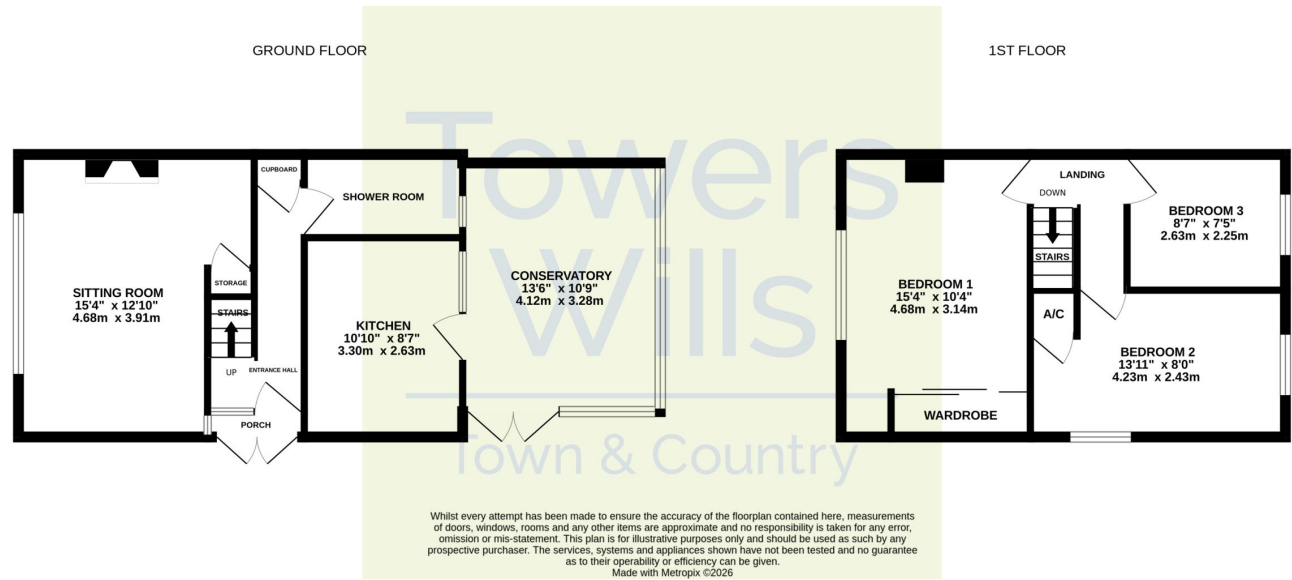 GROUND FLOOR
CUPBOARD
SHOWER ROOM
SITTING ROOM
15'4" x 12'10"
4.68m x 3.91m
STORAGE
STAIRS
UP
ENTRANCE HALL
PORCH
KITCHEN
10'10" x 8'7"
3.30m x 2.63m
CONSERVATORY
13'6" x 10'9"
4.12m x 3.28m
1ST FLOOR
LANDING
DOWN
STAIRS
BEDROOM 3
8'7" x 7'5"
2.63m x 2.25m
BEDROOM 1
15'4" x 10'4"
4.68m x 3.14m
A/C
BEDROOM 2
13'11" x 8'0"
4.23m x 2.43m
WARDROBE
Towers
Wills
Town & Country
Whilst every attempt has been made to ensure the accuracy of the floorplan contained here, measurements
of doors, windows, rooms and any other items are approximate and no responsibility is taken for any error,
omission or mis-statement. This plan is for illustrative purposes only and should be used as such by any
prospective purchaser. The services, systems and appliances shown have not been tested and no guarantee
as to their operability or efficiency can be given.
Made with Metropix ©2026